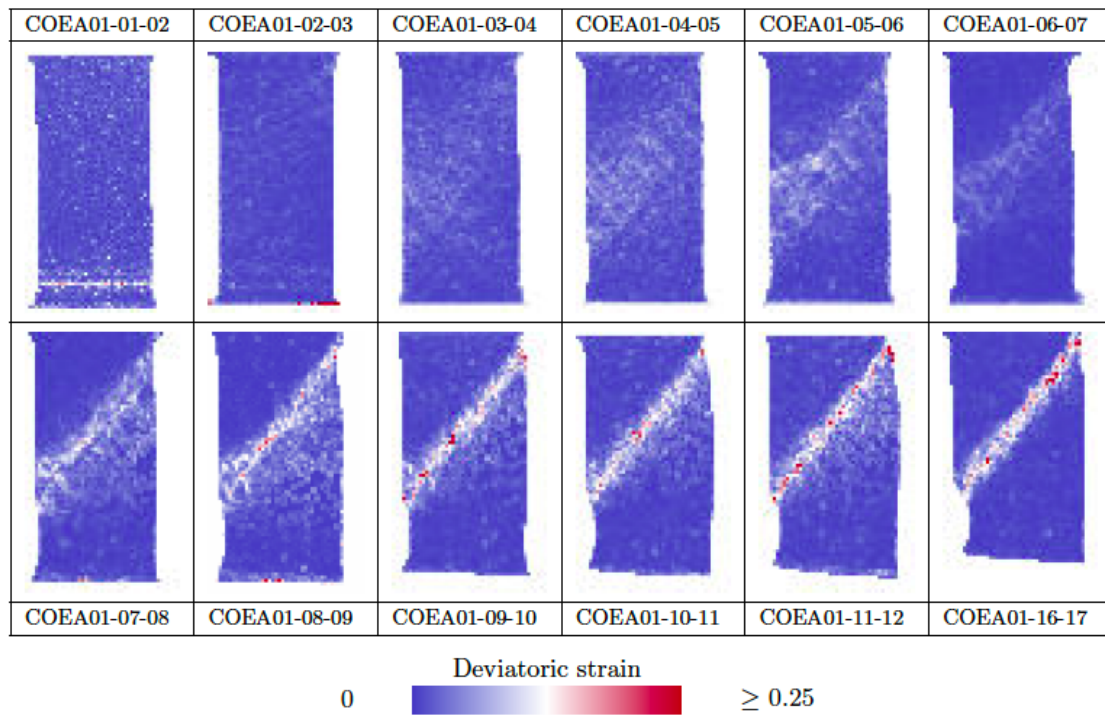 COEA01-01-02 COEA01-02-03 COEA01-03-04 COEA01-04-05 COEA01-05-06 COEA01-06-07
COEA01-07-08 COEA01-08-09 COEA01-09-10 COEA01-10-11 COEA01-11-12 COEA01-16-17
Deviatoric strain
0 ≥ 0.25